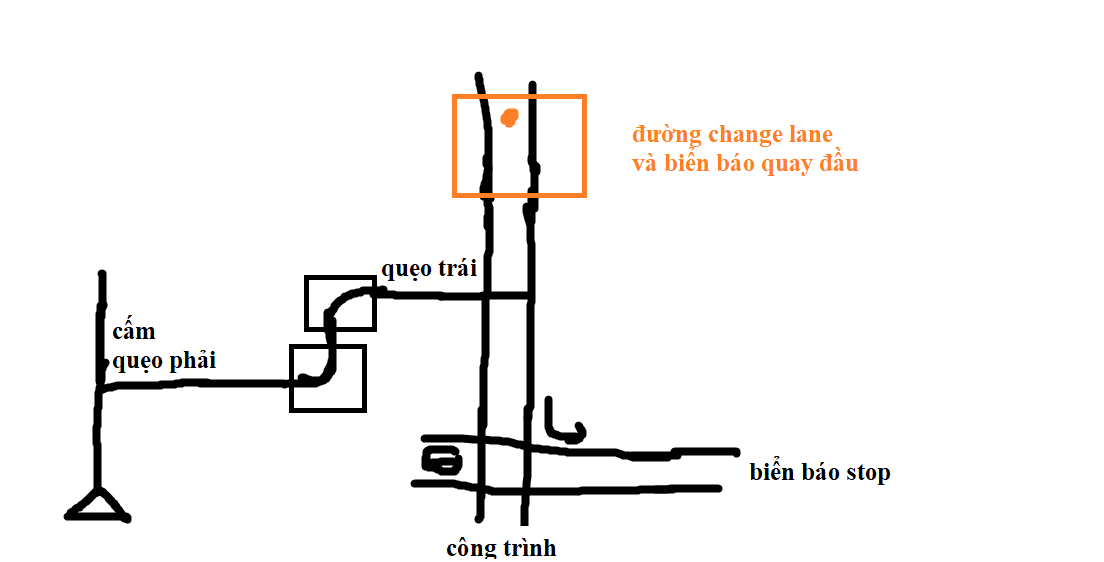 đường change lane
và biển báo quay đầu
quẹo trái
cấm
quẹo phải
biển báo stop
công trình